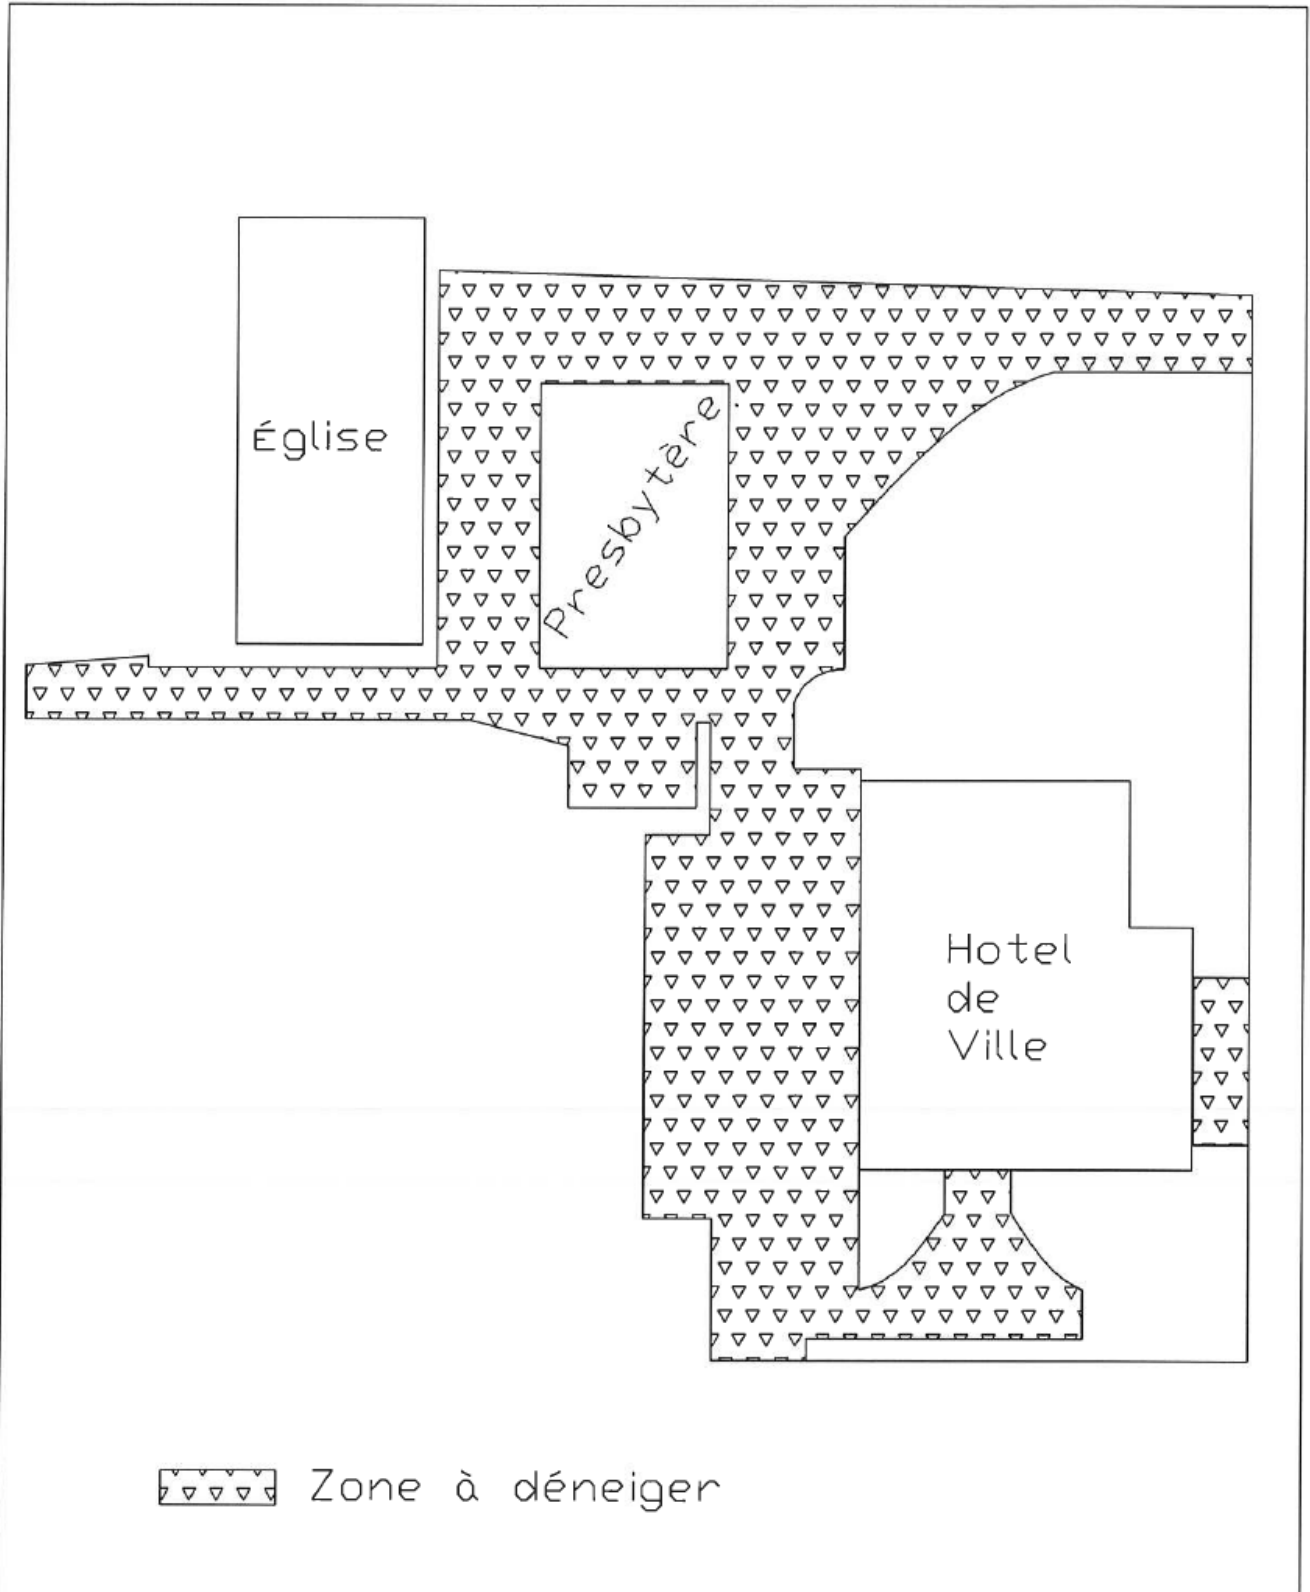 Église
Presbytère
Hotel
de
Ville
Zone à déneiger